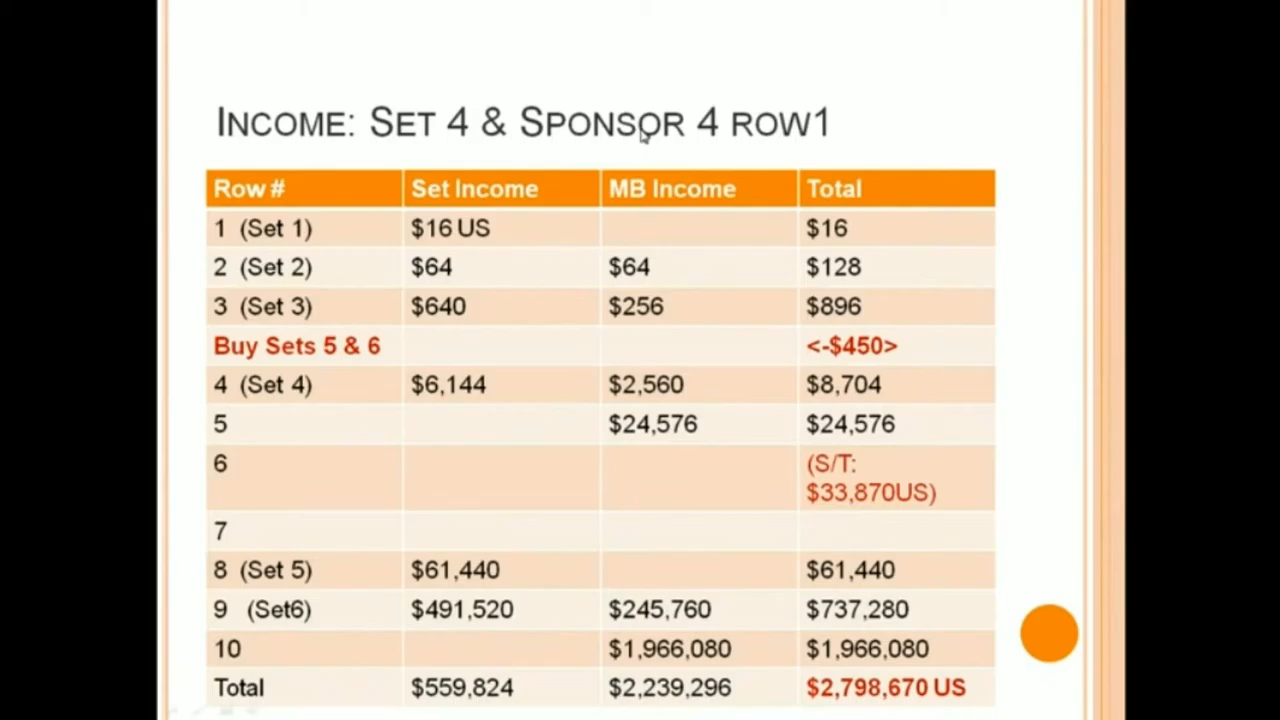 INCOME: SET 4 & SPONSOR 4 ROW1
Row # Set Income MB Income Total
1 (Set 1) $16 US $16
2 (Set 2) $64 $64 $128
3 (Set 3) $640 $256 $896
Buy Sets 5 & 6 <-$450>
4 (Set 4) $6,144 $2,560 $8,704
5 $24,576 $24,576
6 (S/T:
$33,870US)
7
8 (Set 5) $61,440 $61,440
9 (Set6) $491,520 $245,760 $737,280
10 $1,966,080 $1,966,080
Total $559,824 $2,239,296 $2,798,670 US